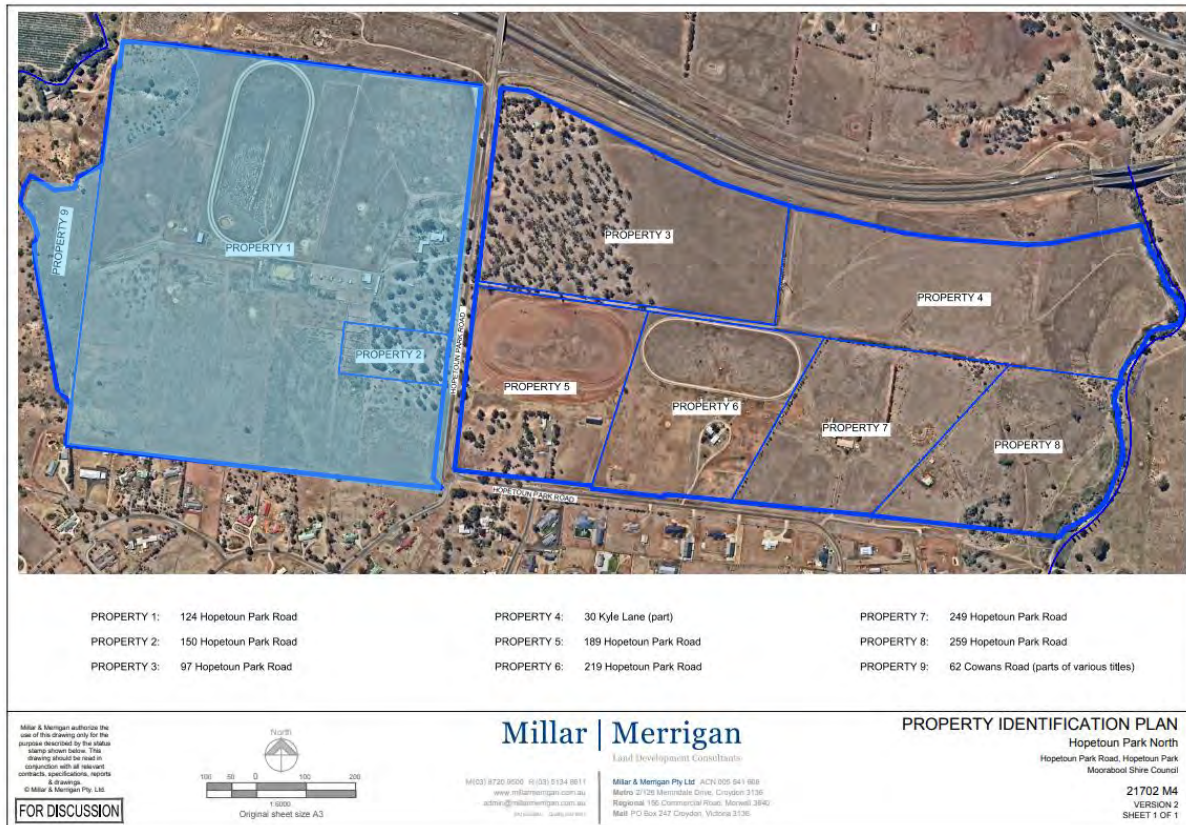 PROPERTY 9
PROPERTY 1
PROPERTY 2
HOPETOUN PARK ROAD
PROPERTY 3
PROPERTY 4
PROPERTY 5
PROPERTY 6
PROPERTY 7
PROPERTY 8
HOPETOUN PARK ROAD
PROPERTY 1: 124 Hopetoun Park Road
PROPERTY 2: 150 Hopetoun Park Road
PROPERTY 3: 97 Hopetoun Park Road
PROPERTY 4: 30 Kyle Lane (part)
PROPERTY 5: 189 Hopetoun Park Road
PROPERTY 6: 219 Hopetoun Park Road
PROPERTY 7: 249 Hopetoun Park Road
PROPERTY 8: 259 Hopetoun Park Road
PROPERTY 9: 62 Cowans Road (parts of various titles)
Millar & Merrigan authorize the
use of this drawing only for the
purpose described by the status
stamp shown below. This
drawing should be read in
conjunction with all relevant
contracts, specifications, reports
& drawings.
© Millar & Merrigan Pty. Ltd.
FOR DISCUSSION
North
100 50 0 100 200
1:6000
Original sheet size A3
Millar | Merrigan
Land Development Consultants
M(03) 8720 9500 R(03) 5134 8611
www.millarmerrigan.com.au
admin@millarmerrigan.com.au
Millar & Merrigan Pty Ltd ACN 005 541 668
Metro 2/126 Merrindale Drive, Croydon 3136
Regional 156 Commercial Road, Morwell 3840
Mail PO Box 247 Croydon, Victoria 3136
PROPERTY IDENTIFICATION PLAN
Hopetoun Park North
Hopetoun Park Road, Hopetoun Park
Moorabool Shire Council
21702 M4
VERSION 2
SHEET 1 OF 1